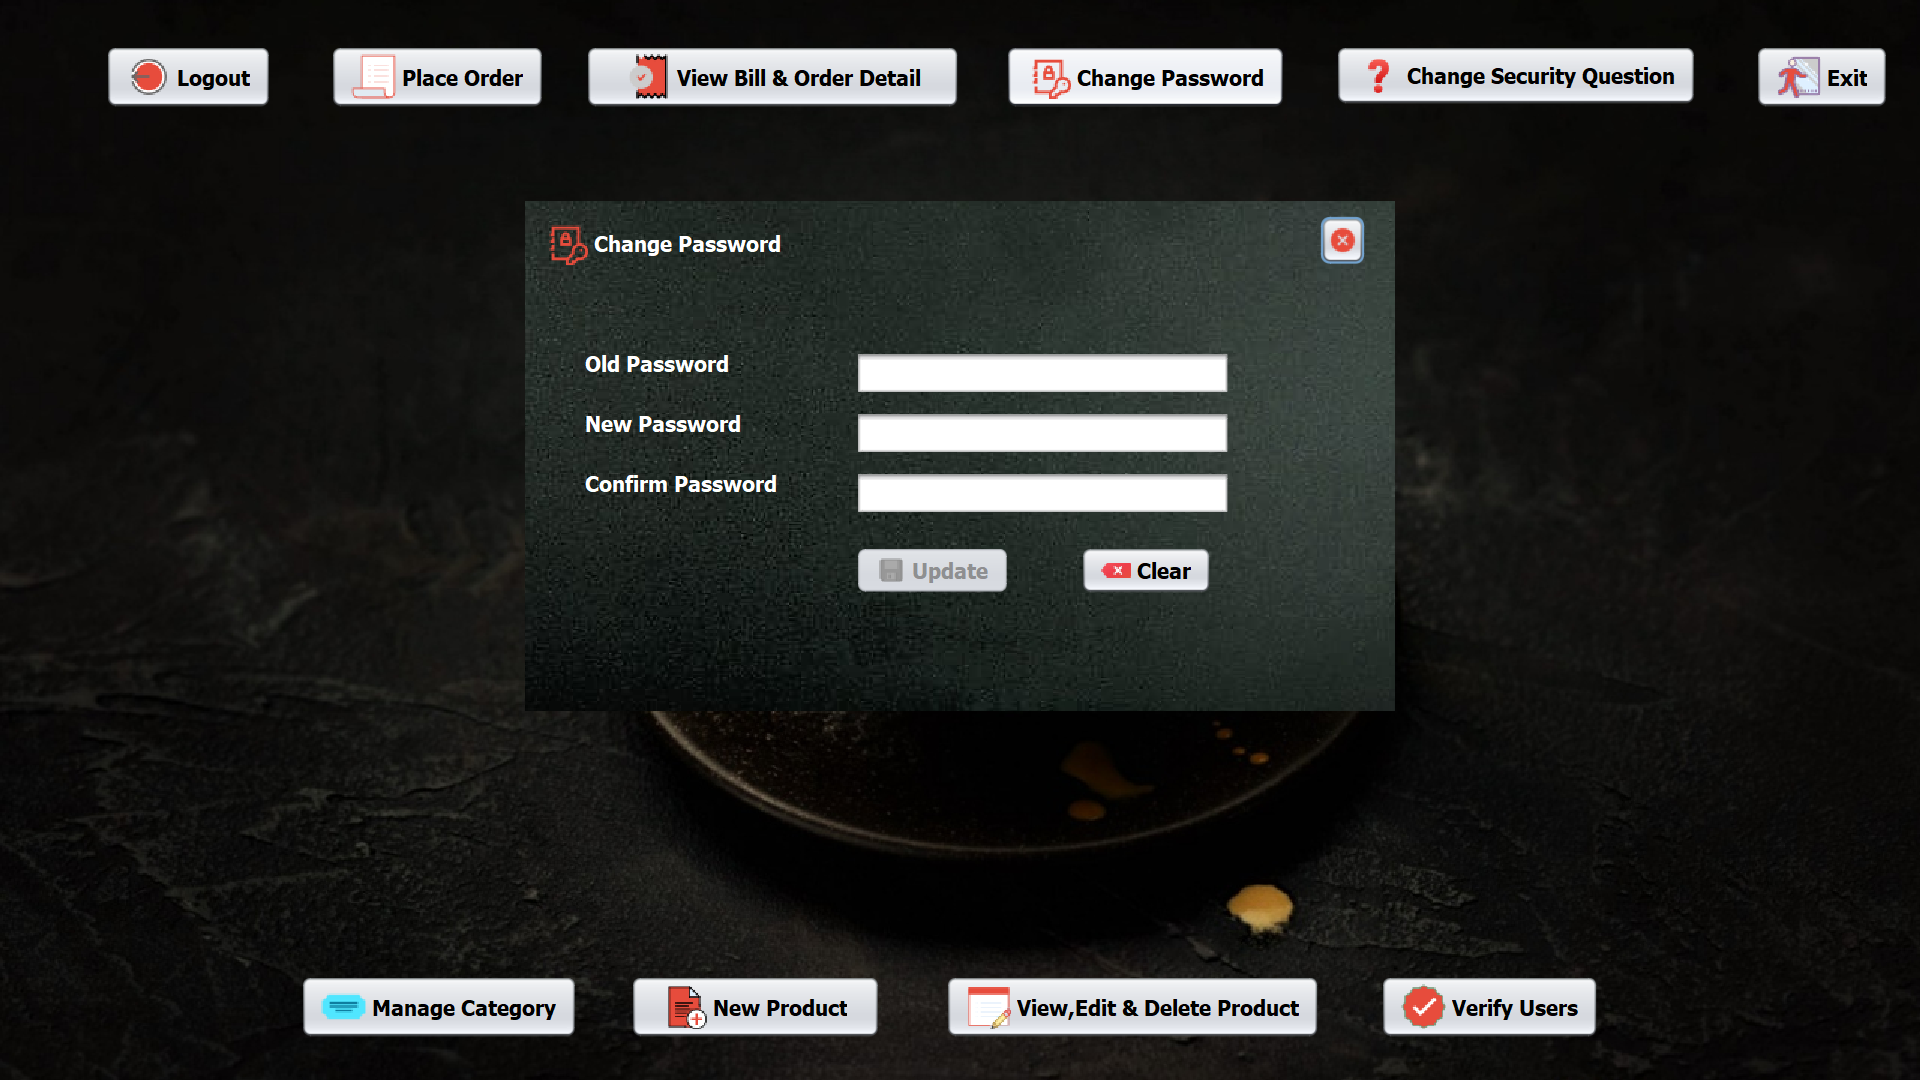 Logout
Place Order
View Bill & Order Detail
Change Password
Change Security Question
Exit
Change Password
Old Password
New Password
Confirm Password
Update
Clear
Manage Category
New Product
View,Edit & Delete Product
Verify Users